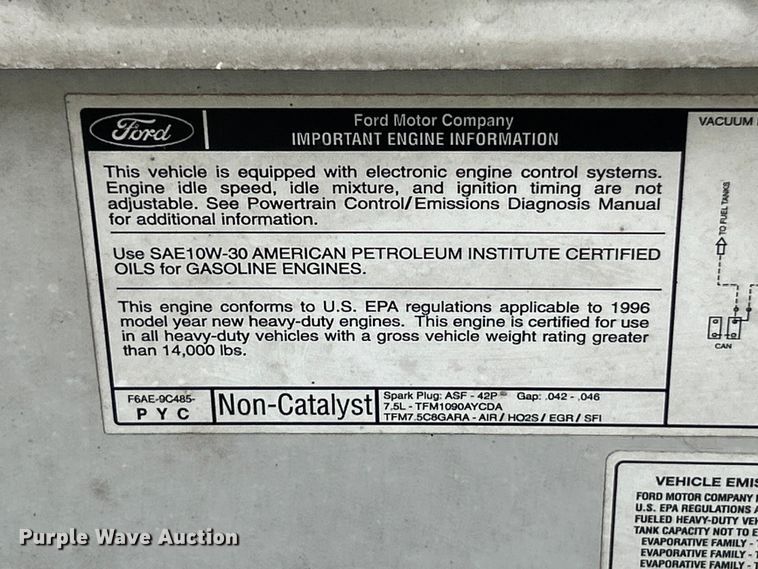 Ford
Ford Motor Company
IMPORTANT ENGINE INFORMATION
This vehicle is equipped with electronic engine control systems.
Engine idle speed, idle mixture, and ignition timing are not
adjustable. See Powertrain Control/Emissions Diagnosis Manual
for additional information.
Use SAE10W-30 AMERICAN PETROLEUM INSTITUTE CERTIFIED
OILS for GASOLINE ENGINES.
This engine conforms to U.S. EPA regulations applicable to 1996
model year new heavy-duty engines. This engine is certified for use
in all heavy-duty vehicles with a gross vehicle weight rating greater
than 14,000 lbs.
F6AE-9C485-
P Y C
Non-Catalyst
Spark Plug: ASF - 42P Gap: .042 - .046
7.5L - TFM1090AYCDA
TFM7.5C8GARA - AIR / HO2S / EGR / SFI
VACUUM
TO FUEL TANKS
CAN
VEHICLE EMIS
FORD MOTOR COMPANY
U.S. EPA REGULATIONS A
FUELED HEAVY-DUTY VEH
TANK CAPACITY NOT TO E
EVAPORATIVE FAMILY -
EVAPORATIVE FAMILY -
EVAPORATIVE FAMILY -
Purple Wave Auction